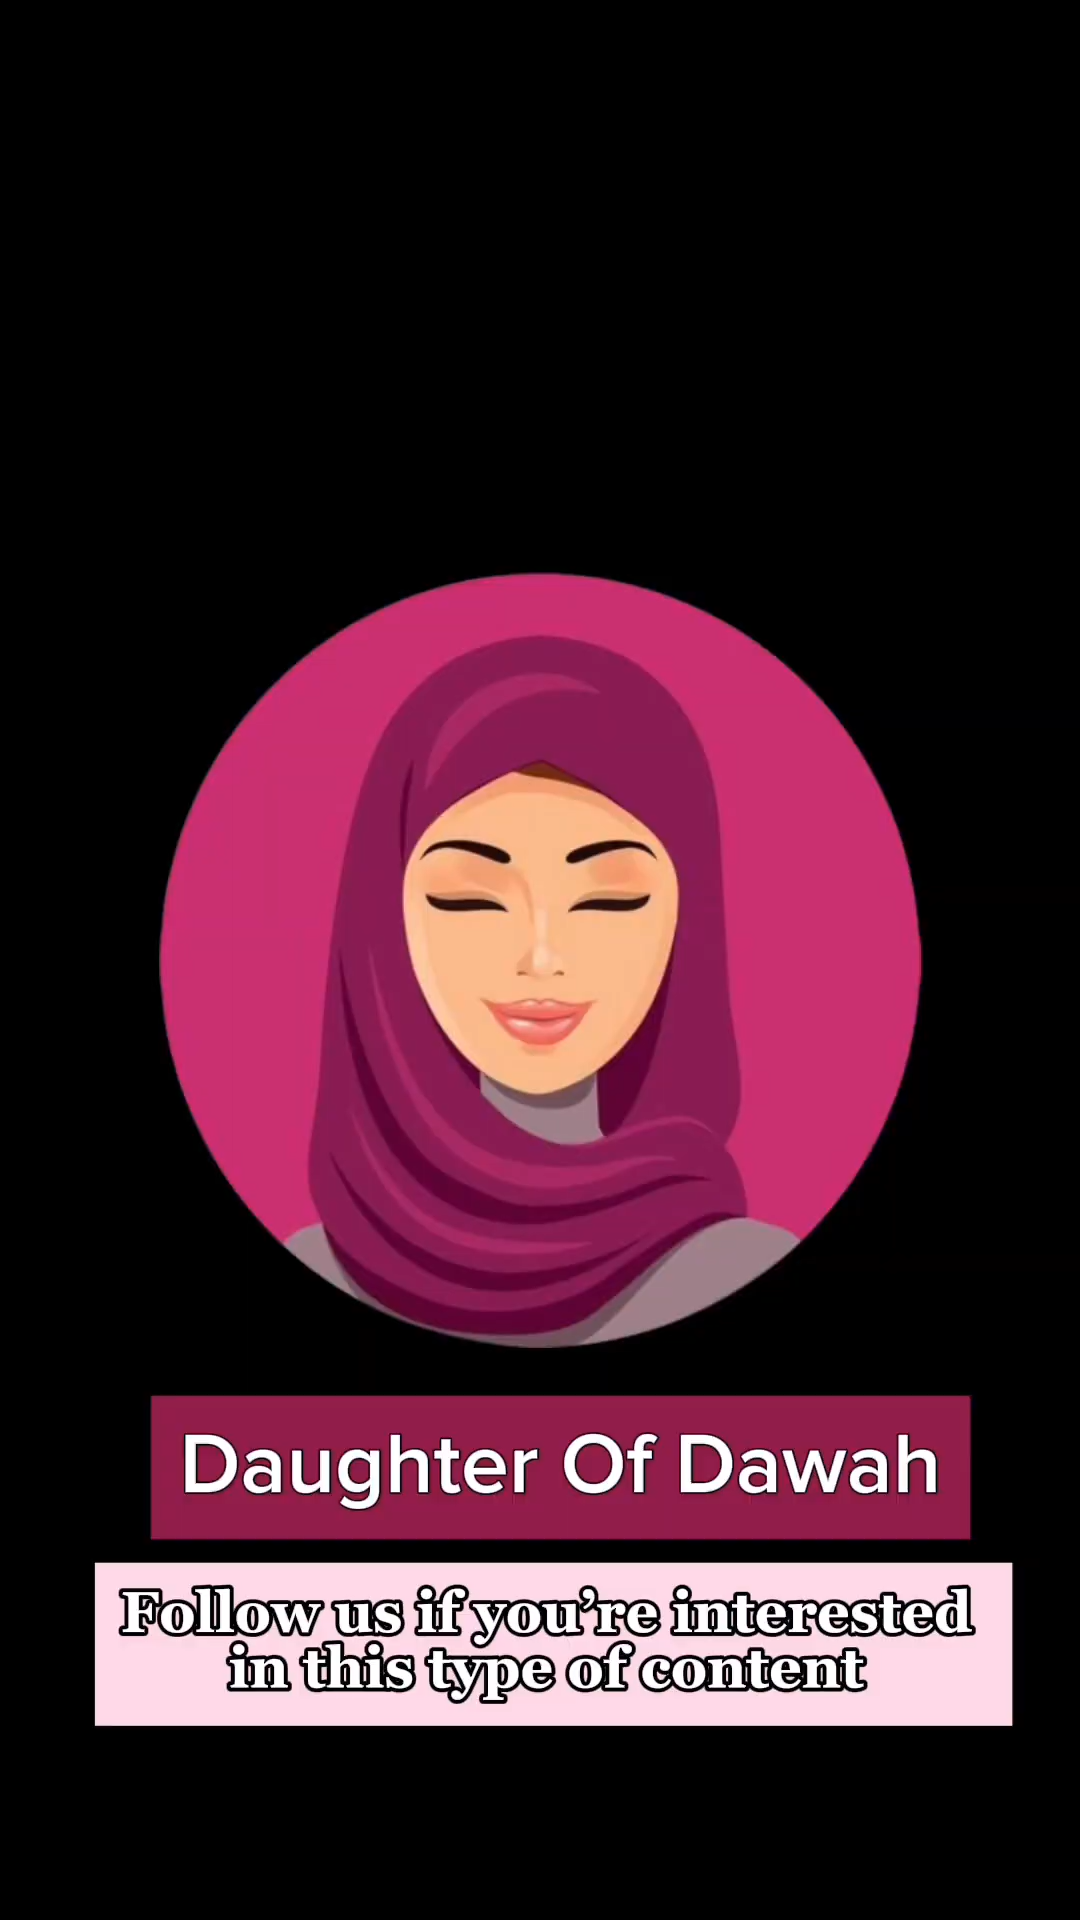 Daughter Of Dawah
Follow us if you’re interested
in this type of content